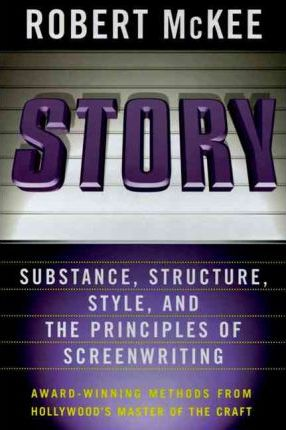 ROBERT McKEE
STORY
SUBSTANCE, STRUCTURE,
STYLE, AND
THE PRINCIPLES OF
SCREENWRITING
AWARD-WINNING METHODS FROM
HOLLYWOOD'S MASTER OF THE CRAFT